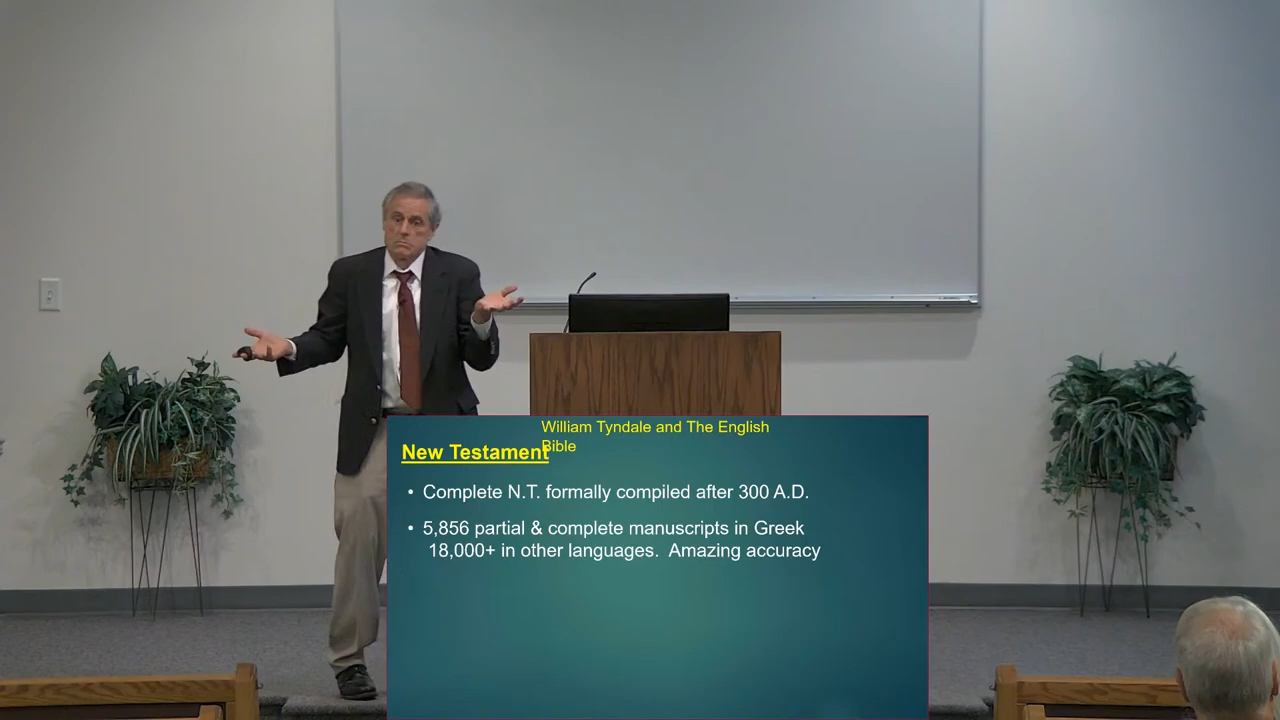 William Tyndale and The English
Bible
New Testament
• Complete N.T. formally compiled after 300 A.D.
• 5,856 partial & complete manuscripts in Greek
18,000+ in other languages.  Amazing accuracy